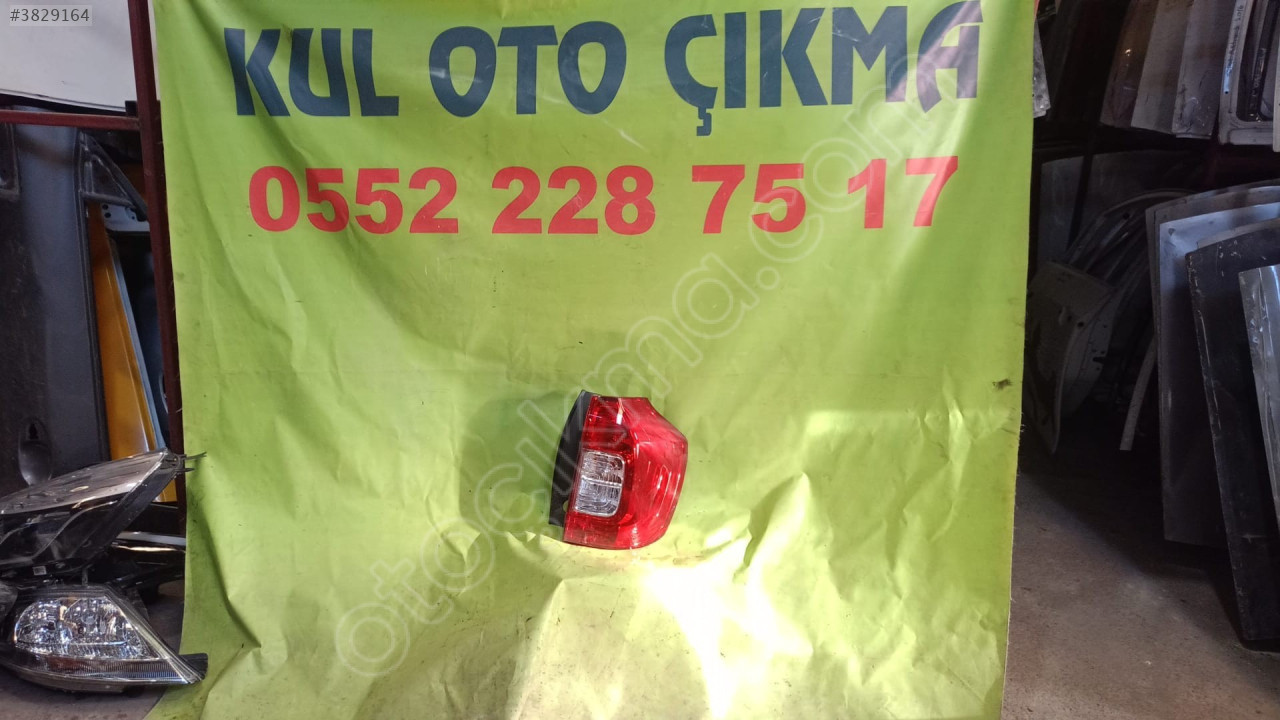 #3829164
KUL OTO ÇIKMA
0552 228 75 17
otocikma.com